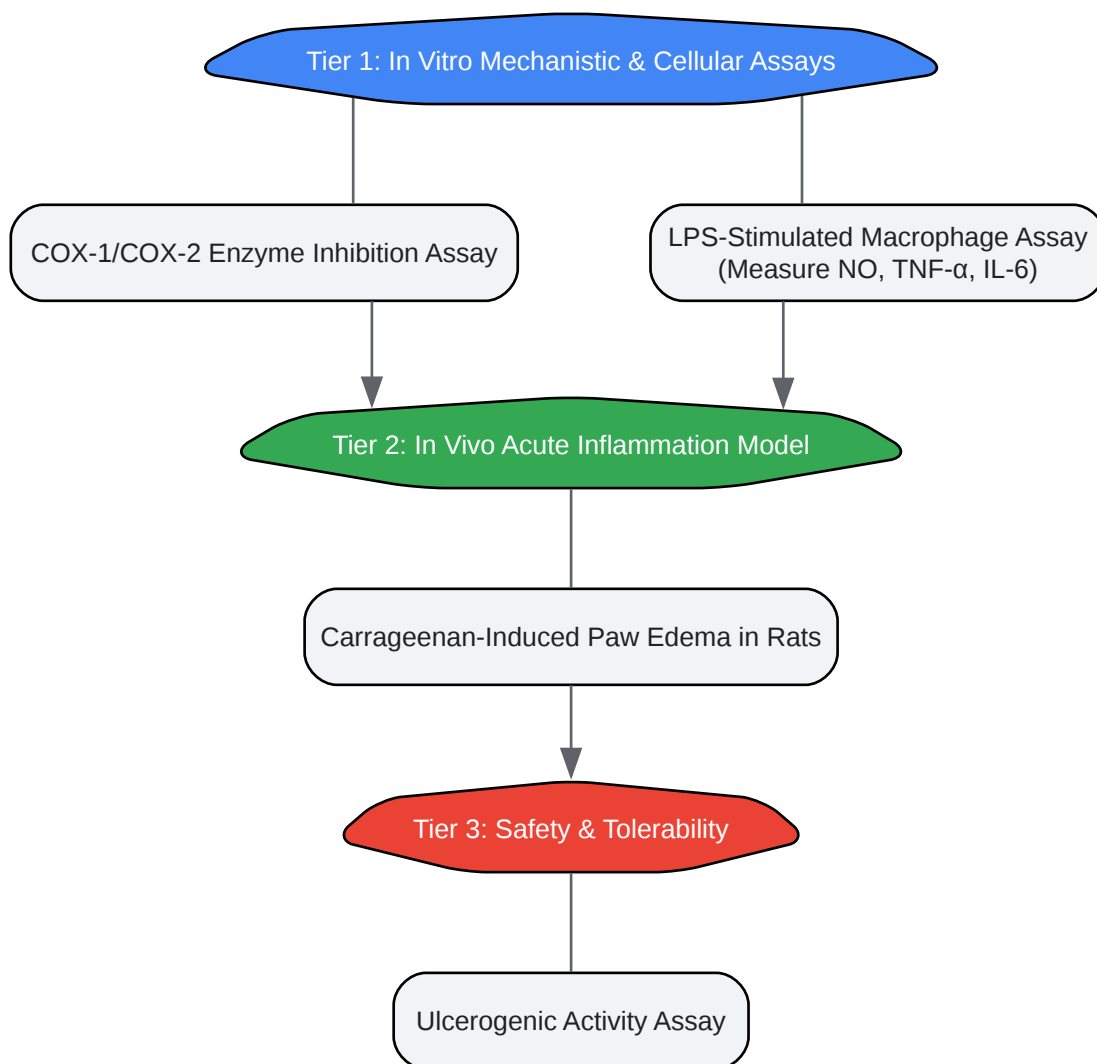 Tier 1: In Vitro Mechanistic & Cellular Assays
COX-1/COX-2 Enzyme Inhibition Assay
LPS-Stimulated Macrophage Assay
(Measure NO, TNF-α, IL-6)
Tier 2: In Vivo Acute Inflammation Model
Carrageenan-Induced Paw Edema in Rats
Tier 3: Safety & Tolerability
Ulcerogenic Activity Assay